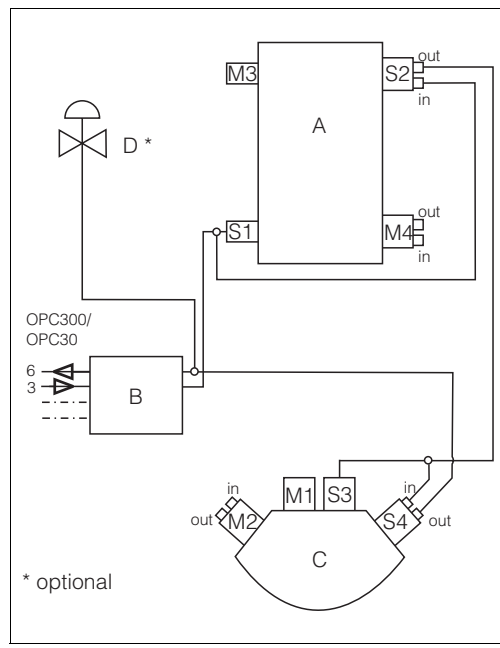 out
M3
S2
in
A
D *
out
S1
M4
in
OPC300/
OPC30
6
3
B
in
M1
S3
in
out
M2
S4
out
C
* optional